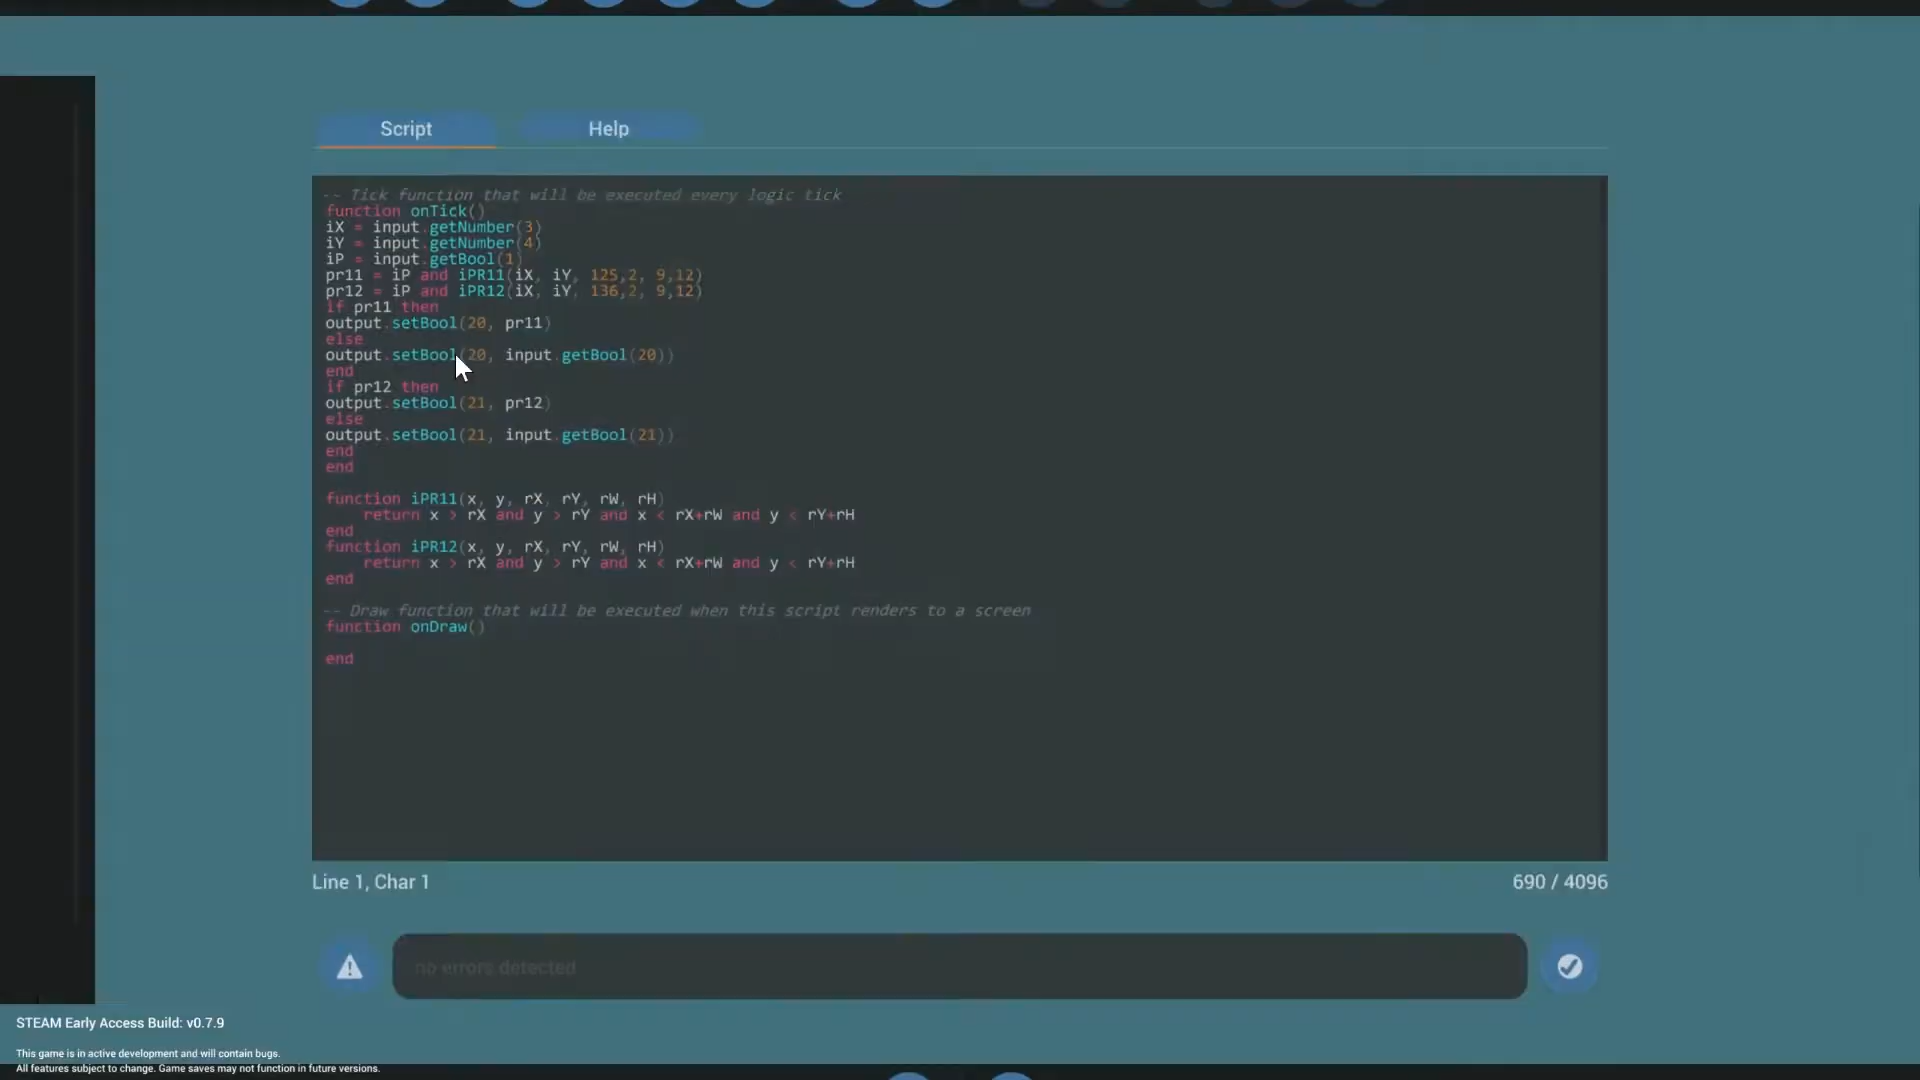 Script
Help
-- Tick function that will be executed every logic tick
function onTick()
iX = input.getNumber(3)
iY = input.getNumber(4)
iP = input.getBool(1)
pr11 = iP and iPR11(iX, iY, 125,2, 9,12)
pr12 = iP and iPR12(iX, iY, 136,2, 9,12)
if pr11 then
output.setBool(20, pr11)
else
output.setBool(20, input.getBool(20))
end
if pr12 then
output.setBool(21, pr12)
else
output.setBool(21, input.getBool(21))
end
end
function iPR11(x, y, rX, rY, rW, rH)
return x > rX and y > rY and x < rX+rW and y < rY+rH
end
function iPR12(x, y, rX, rY, rW, rH)
return x > rX and y > rY and x < rX+rW and y < rY+rH
end
-- Draw function that will be executed when this script renders to a screen
function onDraw()
end
Line 1, Char 1
690 / 4096
no errors detected
STEAM Early Access Build: v0.7.9
This game is in active development and will contain bugs.
All features subject to change. Game saves may not function in future versions.